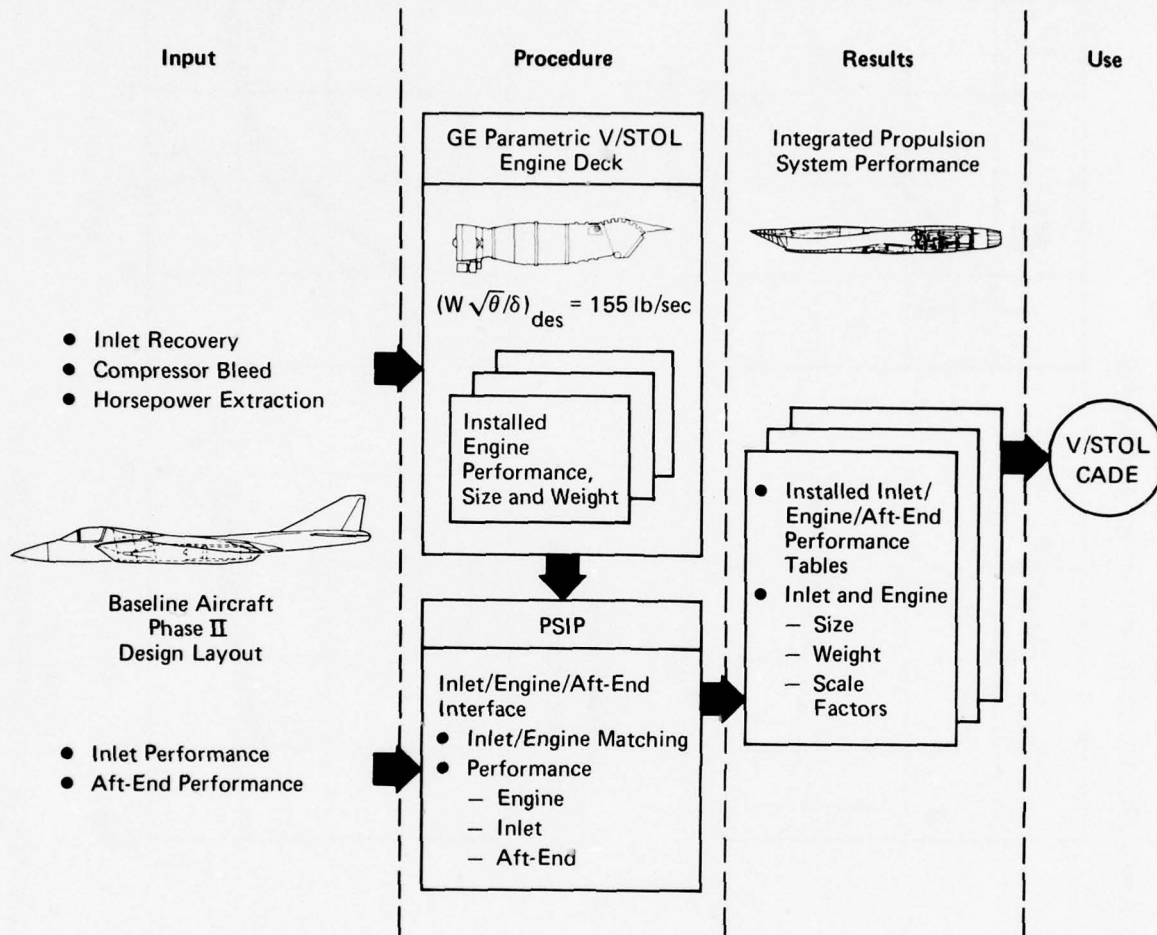 Input
Procedure
Results
Use
GE Parametric V/STOL
Engine Deck
(W √θ/δ)des = 155 lb/sec
Installed
Engine
Performance,
Size and Weight
Integrated Propulsion
System Performance
● Inlet Recovery
● Compressor Bleed
● Horsepower Extraction
Baseline Aircraft
Phase II
Design Layout
● Inlet Performance
● Aft-End Performance
PSIP
Inlet/Engine/Aft-End
Interface
● Inlet/Engine Matching
● Performance
– Engine
– Inlet
– Aft-End
● Installed Inlet/
Engine/Aft-End
Performance
Tables
● Inlet and Engine
– Size
– Weight
– Scale
Factors
V/STOL
CADE